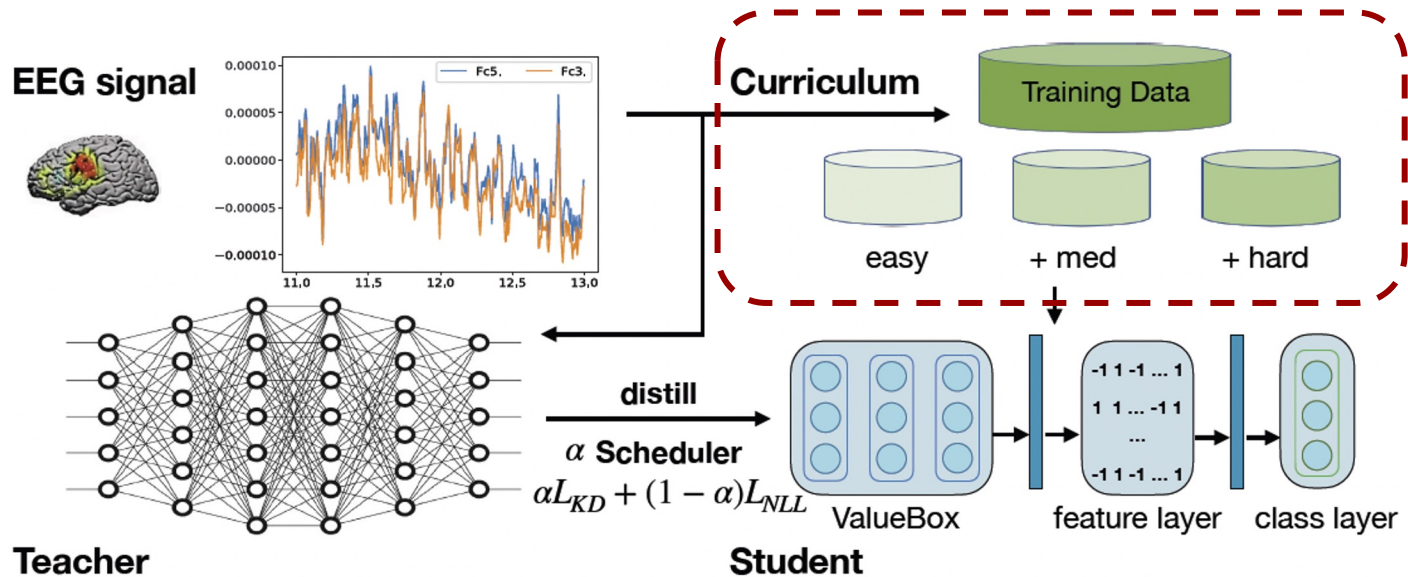 EEG signal
0.00010
0.00005
0.00000
−0.00005
−0.00010
Fc5. Fc3.
11.0 11.5 12.0 12.5 13.0
Curriculum
Training Data
easy + med + hard
distill
α Scheduler
αL_KD + (1 − α)L_NLL
-1 1 -1 ... 1
1 1 ... -1 1
...
-1 1 -1 ... 1
ValueBox feature layer class layer
Teacher Student